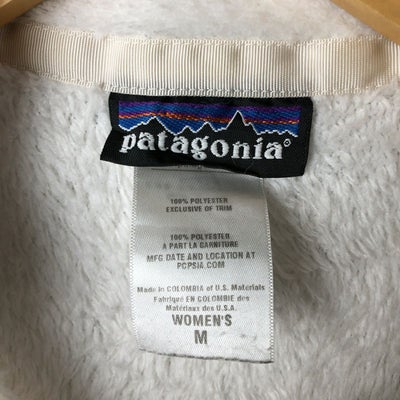 patagonia®
100% POLYESTER
EXCLUSIVE OF TRIM
100% POLYESTER
A PART LA GARNITURE
MFG DATE AND LOCATION AT
PCPSIA.COM
Made in COLOMBIA of U.S. Materials
Fabriqué EN COLOMBIE des
Matériaux des U.S.A.
WOMEN'S
M